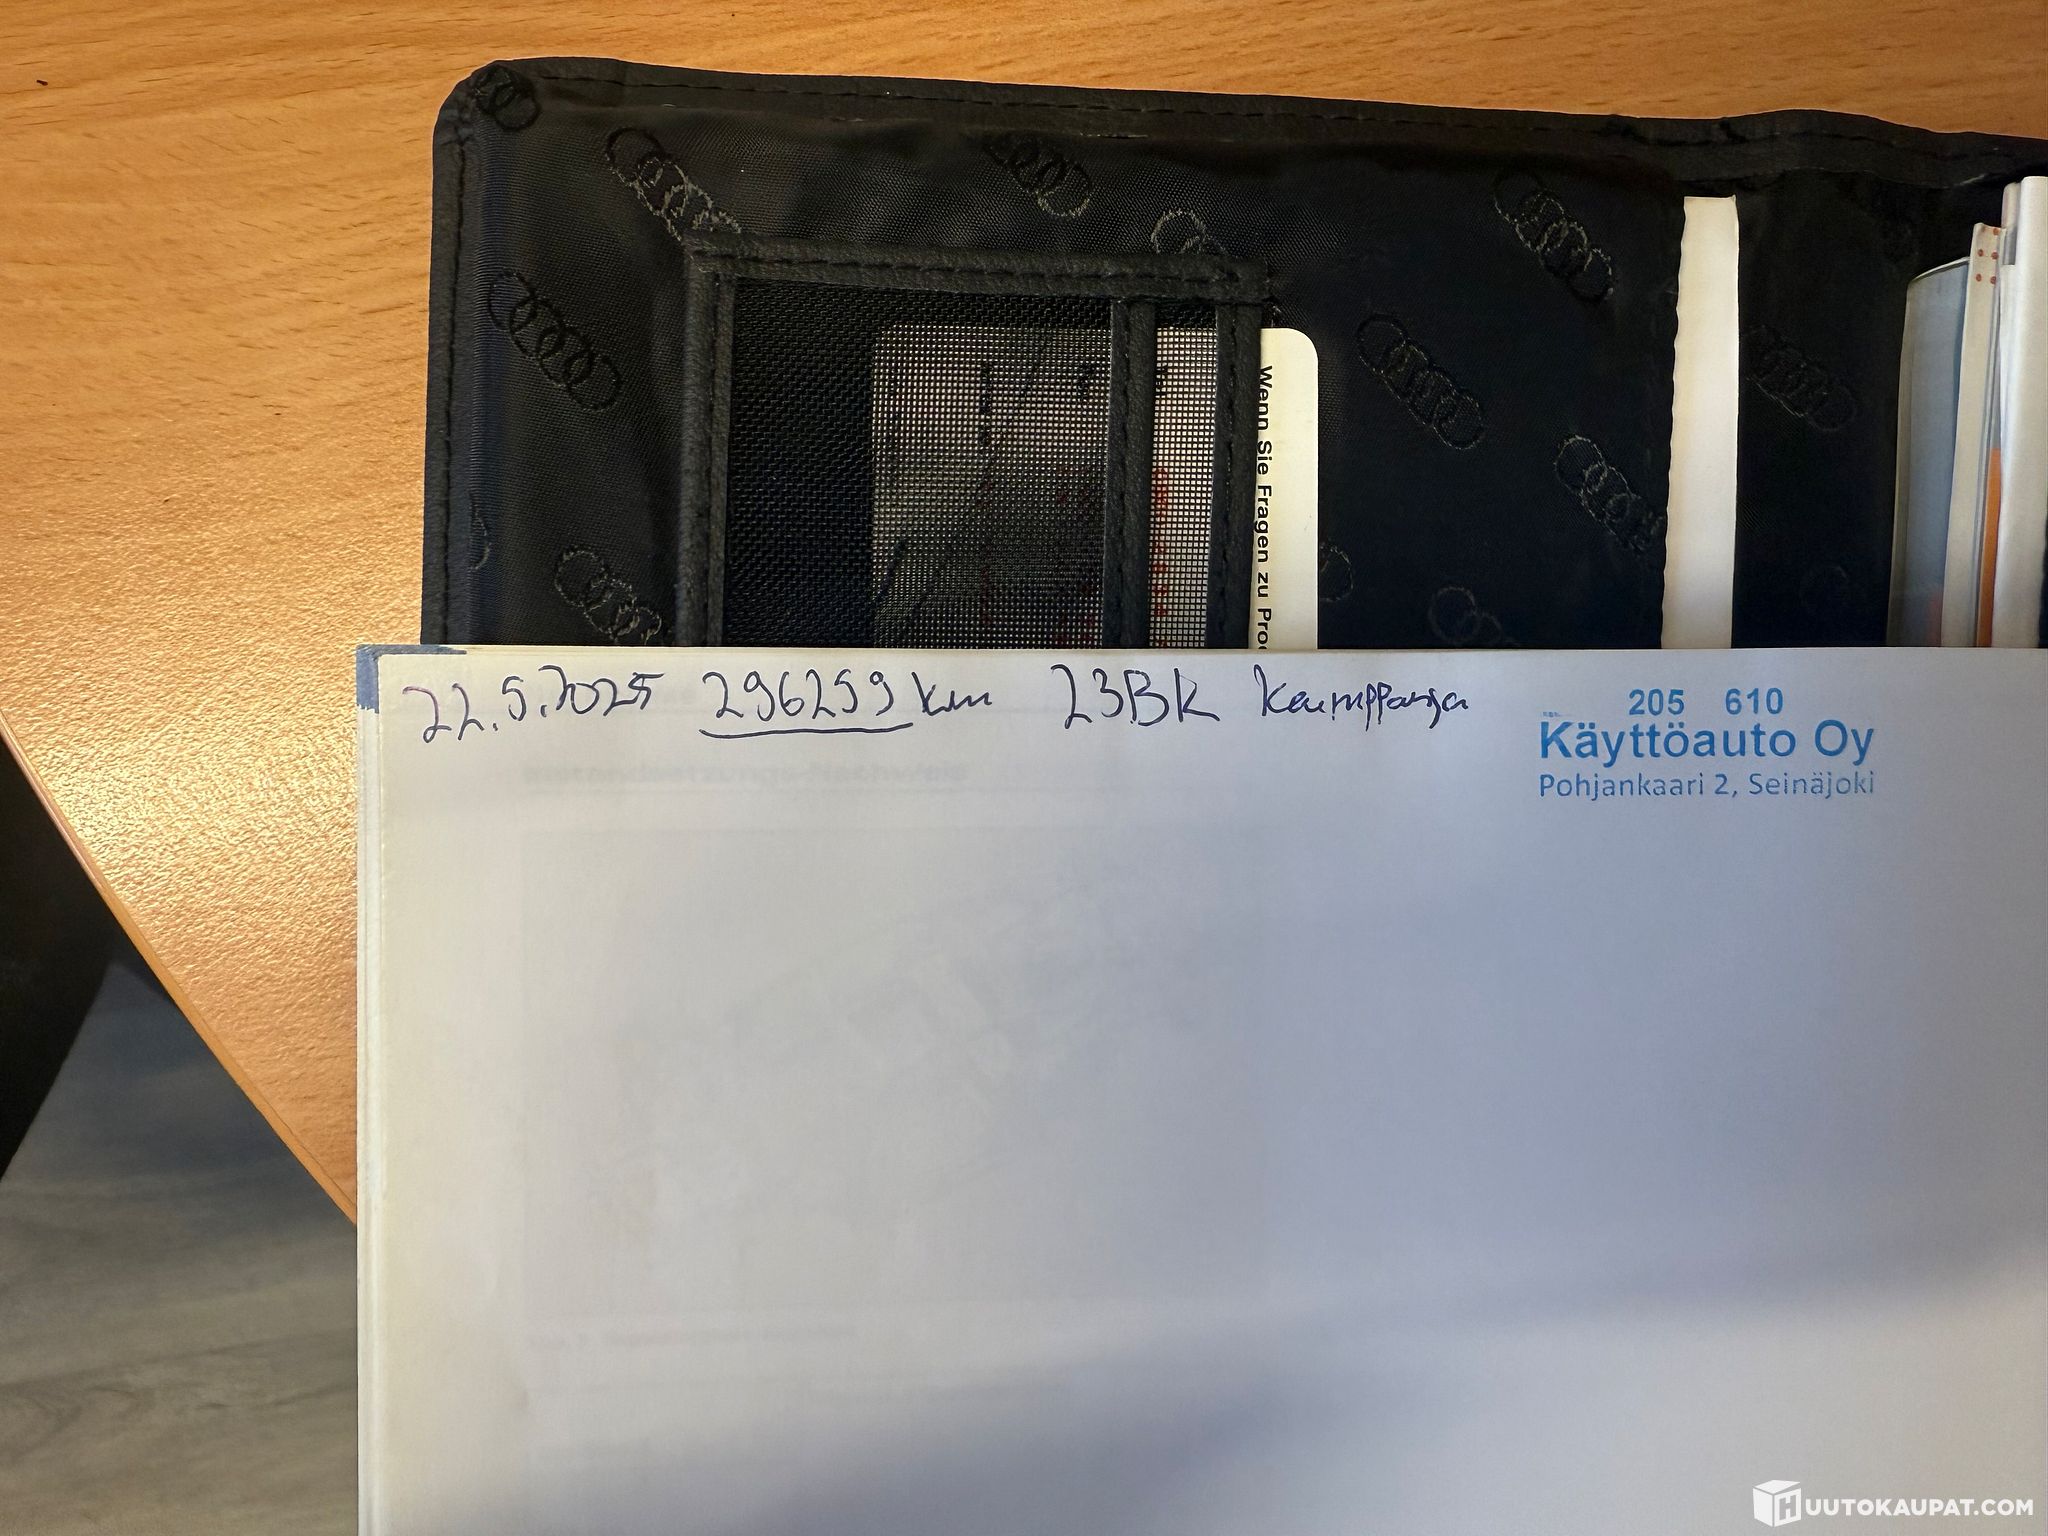 Wenn Sie Fragen zu Pro
22.5.2025 296259 km 23BK kamppanja
205 610
Käyttöauto Oy
Pohjankaari 2, Seinäjoki
HUUTOKAUPAT.COM